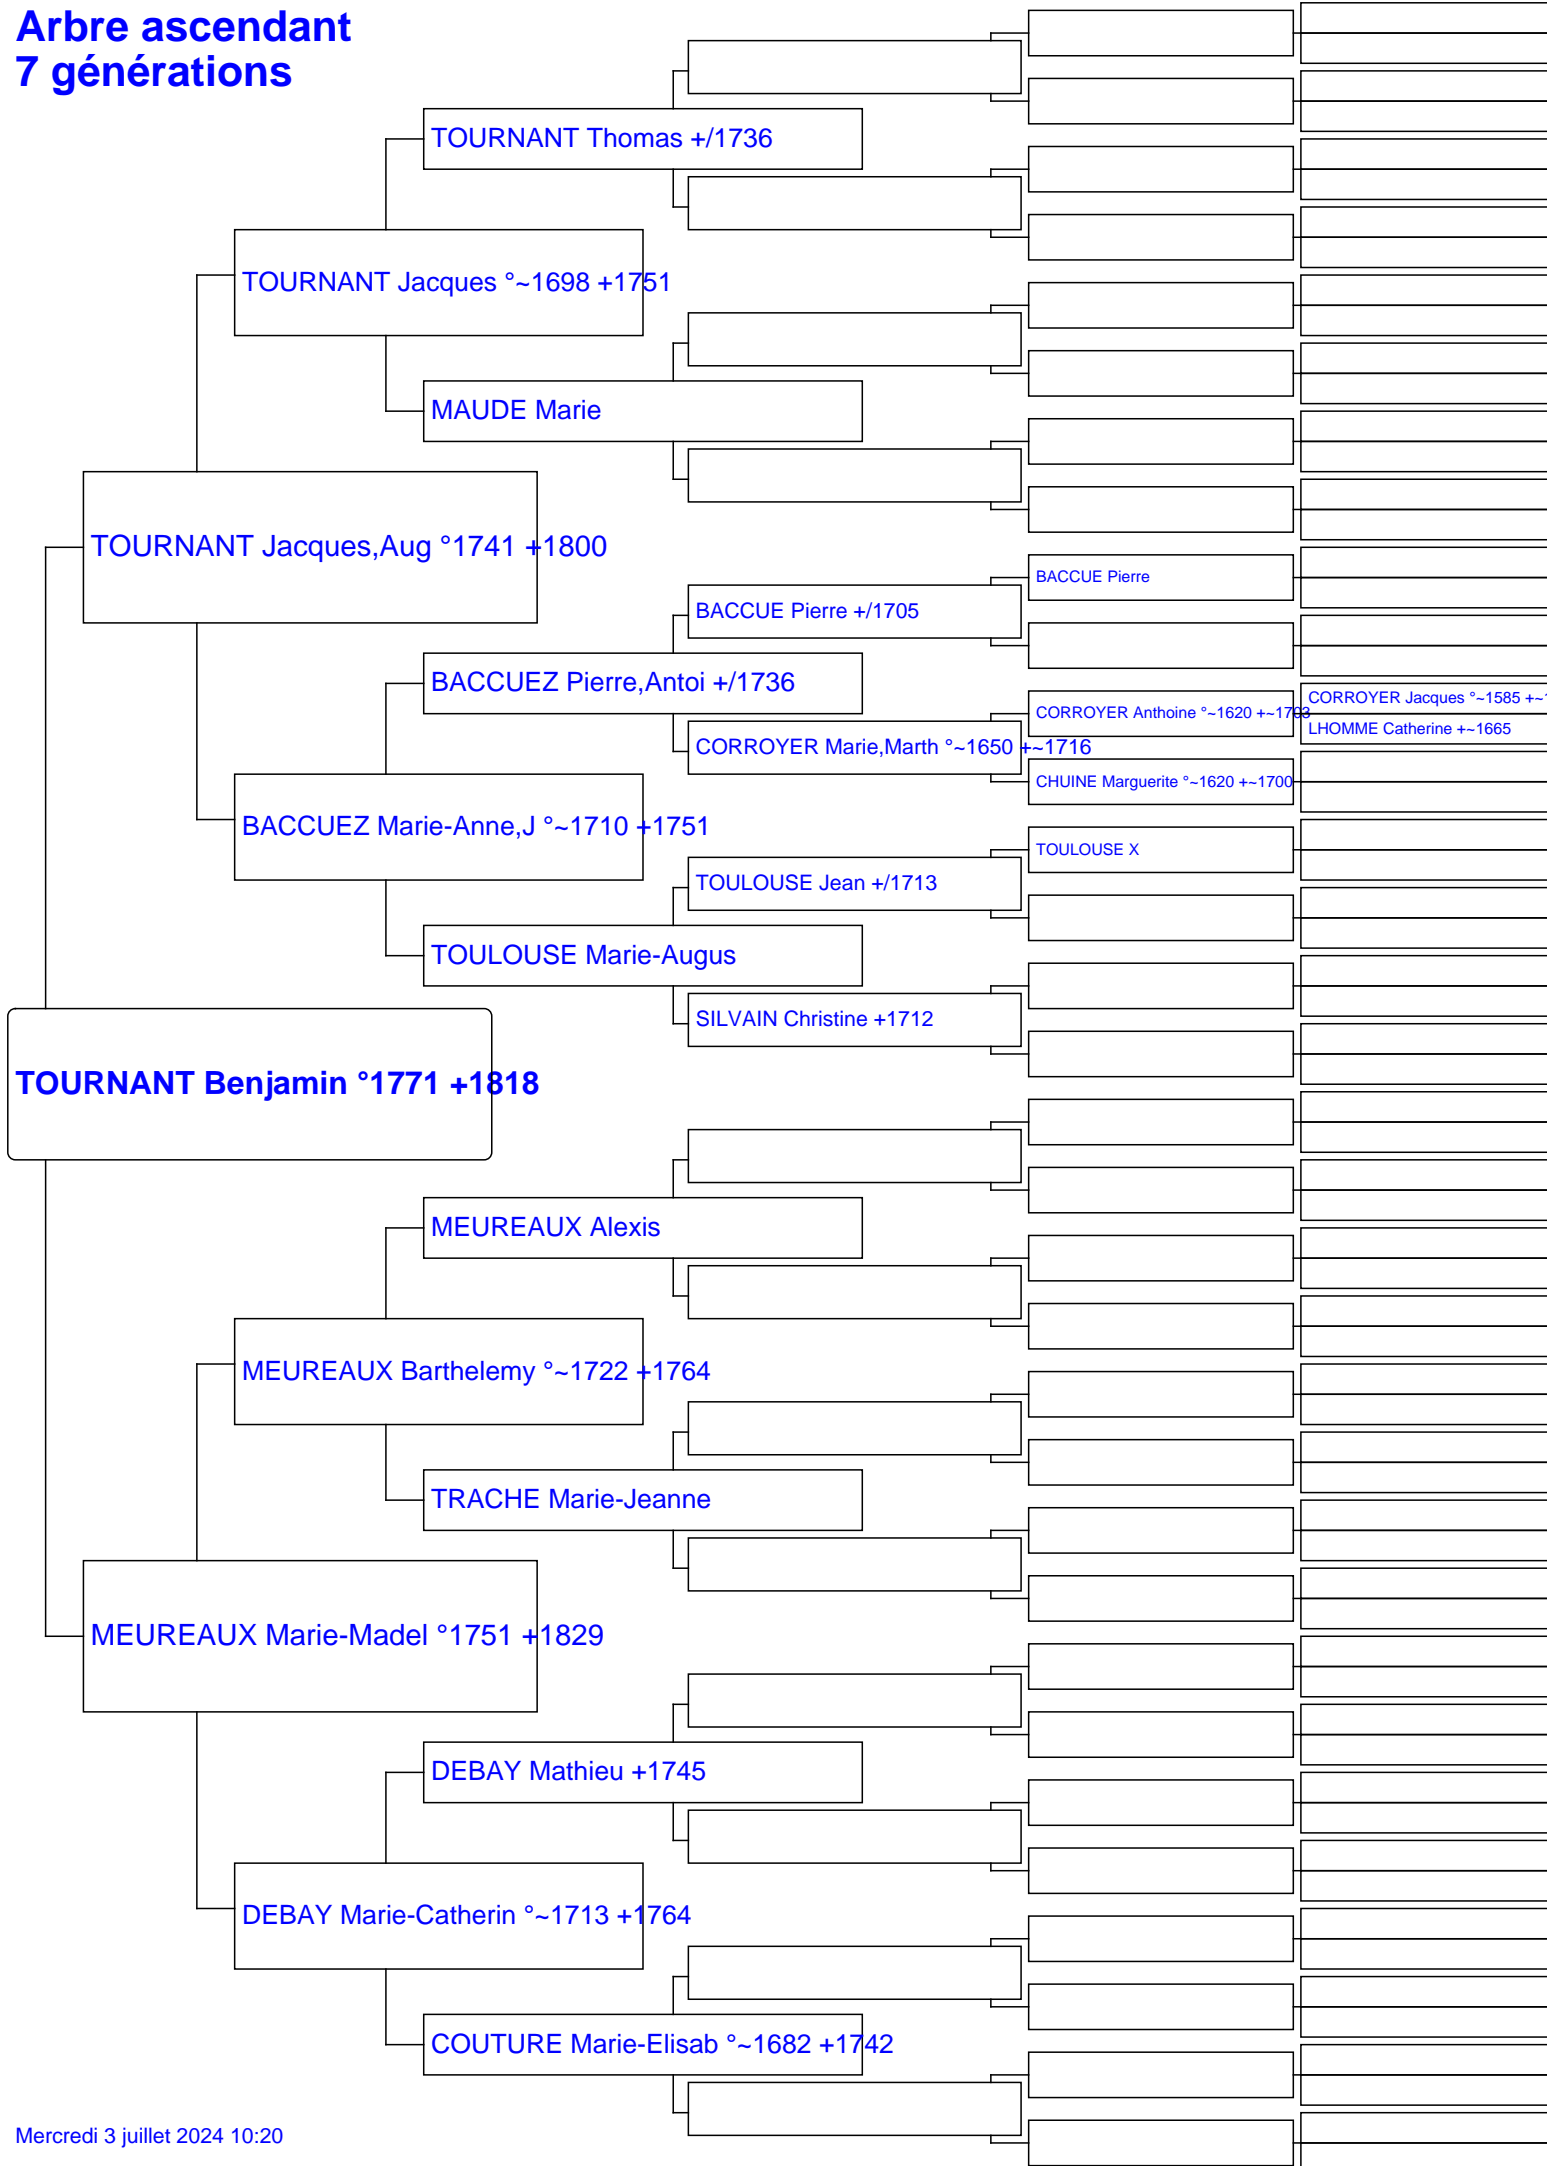 Arbre ascendant
7 générations
TOURNANT Thomas +/1736
TOURNANT Jacques °~1698 +1751
MAUDE Marie
TOURNANT Jacques,Aug °1741 +1800
BACCUE Pierre
BACCUE Pierre +/1705
BACCUEZ Pierre,Antoi +/1736
CORROYER Jacques °~1585 +~1
CORROYER Anthoine °~1620 +~1703
LHOMME Catherine +~1665
CORROYER Marie,Marth °~1650 +~1716
CHUINE Marguerite °~1620 +~1700
BACCUEZ Marie-Anne,J °~1710 +1751
TOULOUSE X
TOULOUSE Jean +/1713
TOULOUSE Marie-Augus
SILVAIN Christine +1712
TOURNANT Benjamin °1771 +1818
MEUREAUX Alexis
MEUREAUX Barthelemy °~1722 +1764
TRACHE Marie-Jeanne
MEUREAUX Marie-Madel °1751 +1829
DEBAY Mathieu +1745
DEBAY Marie-Catherin °~1713 +1764
COUTURE Marie-Elisab °~1682 +1742
Mercredi 3 juillet 2024 10:20